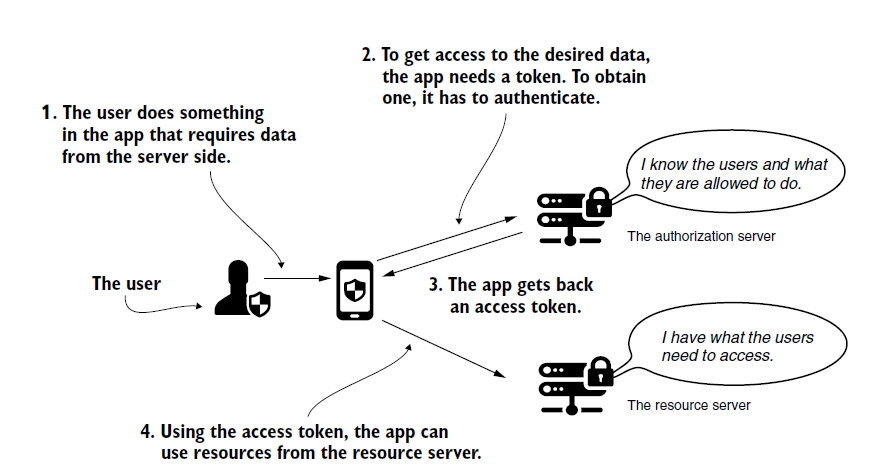 2. To get access to the desired data,
the app needs a token. To obtain
one, it has to authenticate.
1. The user does something
in the app that requires data
from the server side.
I know the users and what
they are allowed to do.
The authorization server
The user
3. The app gets back
an access token.
I have what the users
need to access.
The resource server
4. Using the access token, the app can
use resources from the resource server.